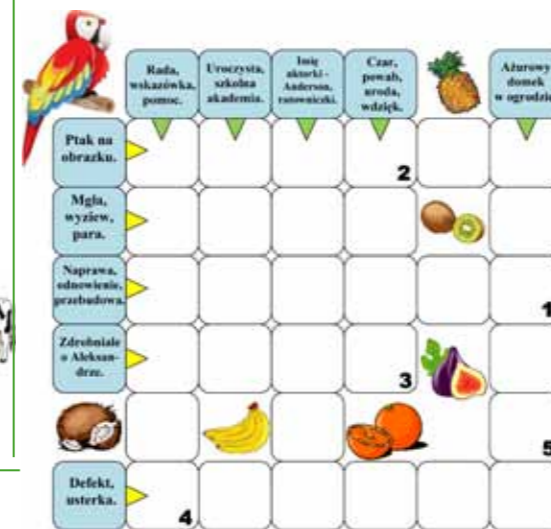 Rada,
wskazówka,
pomoc.
Uroczysta,
szkolna
akademia.
Imię
aktorki -
Anderson,
ratowniczki.
Czar,
powab,
uroda,
wdzięk.
Ażurowy
domek
w ogrodzie
Ptak na
obrazku.
2
Mgła,
wyziew,
para.
Naprawa,
odnowienie,
przebudowa.
1
Zdrobniale
o Aleksan-
drze.
3
5
Defekt,
usterka.
4